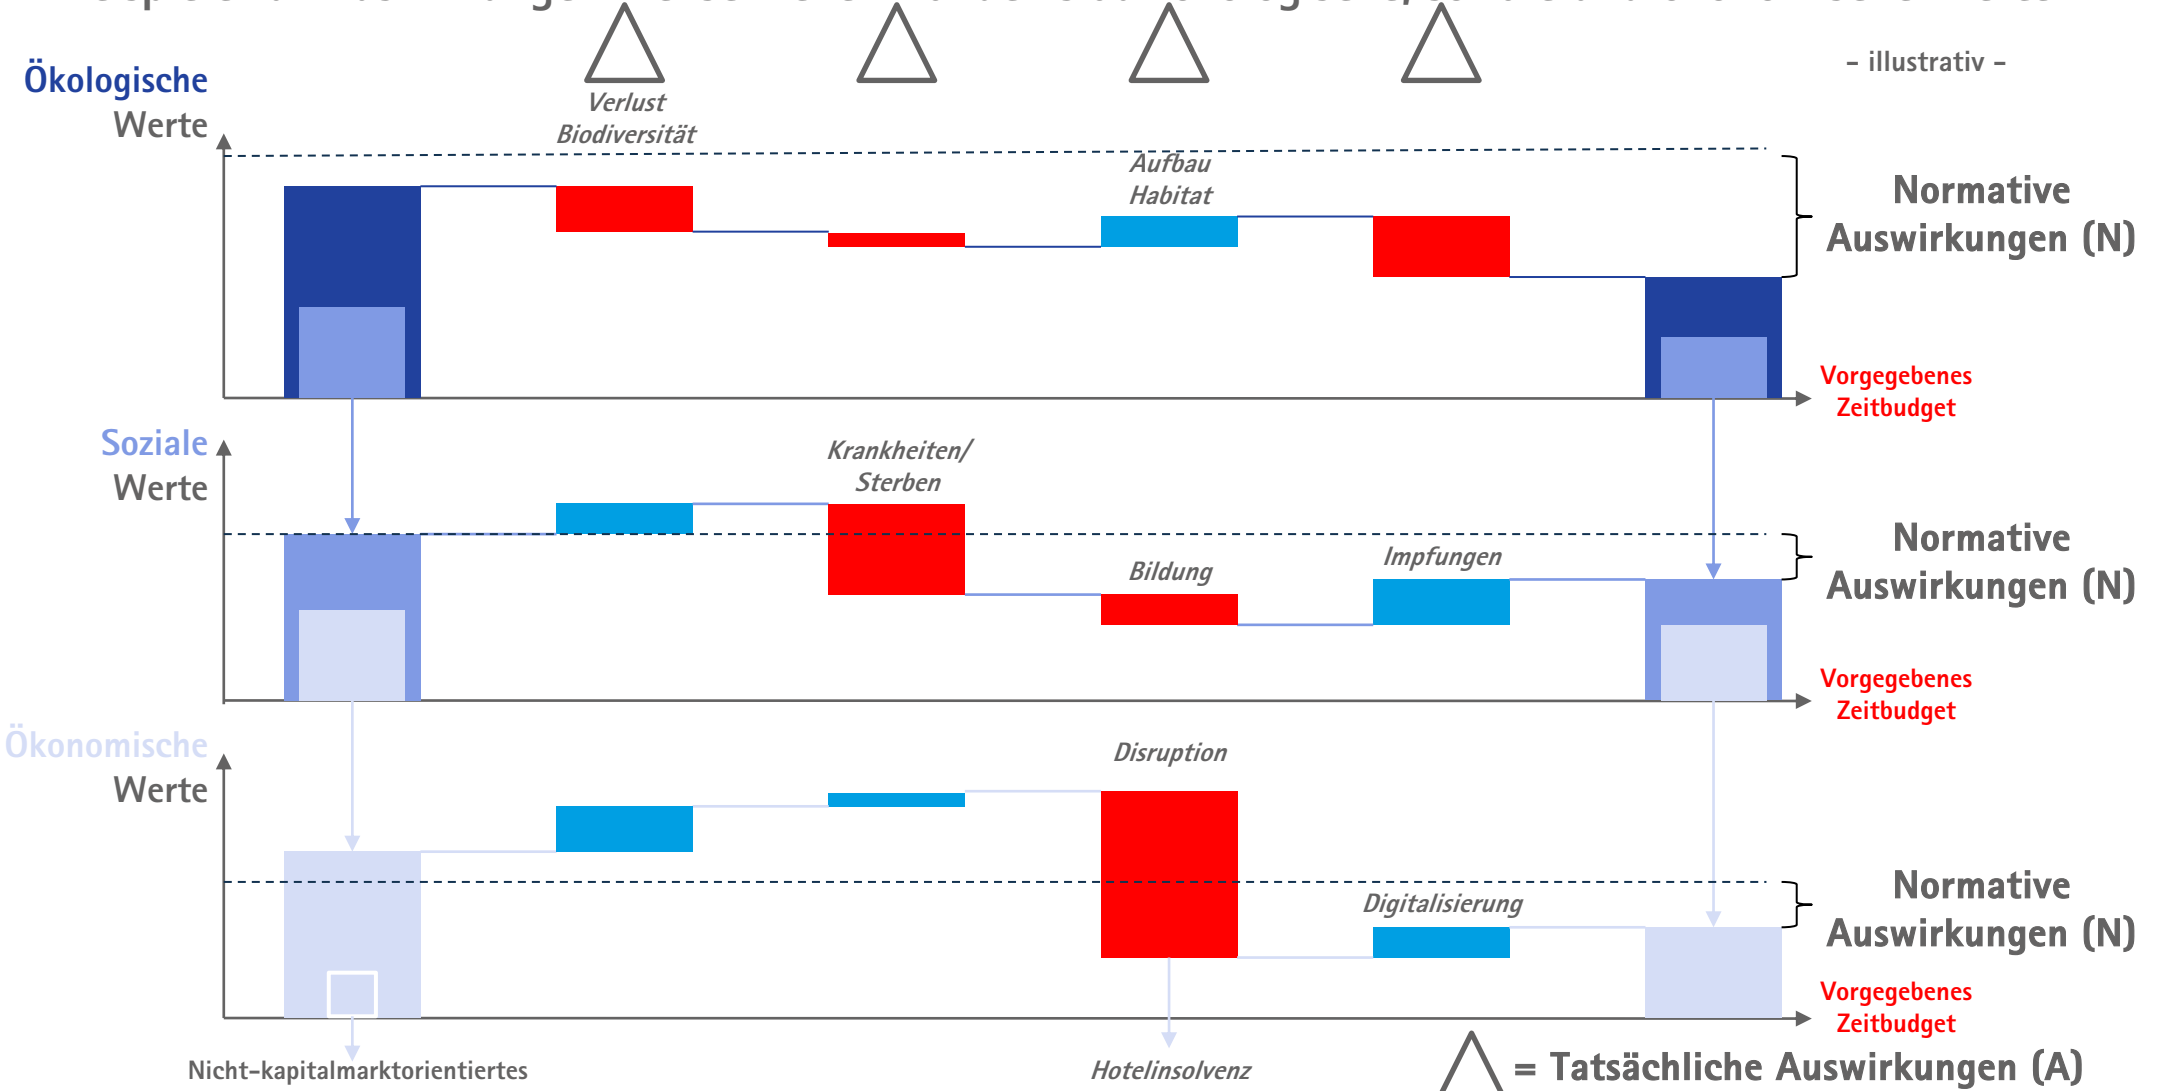 – illustrativ –
Ökologische
Werte
Verlust
Biodiversität
Aufbau
Habitat
Normative
Auswirkungen (N)
Vorgegebenes
Zeitbudget
Soziale
Werte
Krankheiten/
Sterben
Bildung
Impfungen
Normative
Auswirkungen (N)
Vorgegebenes
Zeitbudget
Ökonomische
Werte
Disruption
Digitalisierung
Normative
Auswirkungen (N)
Vorgegebenes
Zeitbudget
Nicht-kapitalmarktorientiertes
Hotelinsolvenz
= Tatsächliche Auswirkungen (A)